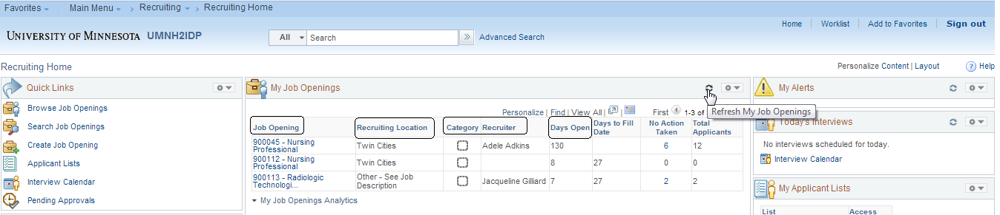 Favorites Main Menu > Recruiting > Recruiting Home
UNIVERSITY OF MINNESOTA UMNH2IDP
All Search Advanced Search
Home Worklist Add to Favorites Sign out
Recruiting Home
Personalize Content | Layout Help
Quick Links
Browse Job Openings
Search Job Openings
Create Job Opening
Applicant Lists
Interview Calendar
Pending Approvals
My Job Openings
Refresh My Job Openings
Personalize | Find | View All | First 1-3 of
Job Opening Recruiting Location Category Recruiter Days Open Days to Fill Date No Action Taken Total Applicants
900045 - Nursing Professional Twin Cities Adele Adkins 130 6 12
900112 - Nursing Professional Twin Cities 8 27 0 0
900113 - Radiologic Technologi... Other - See Job Description Jacqueline Gilliard 7 27 2 2
My Job Openings Analytics
My Alerts
Today's Interviews
No interviews scheduled for today.
Interview Calendar
My Applicant Lists
List Access